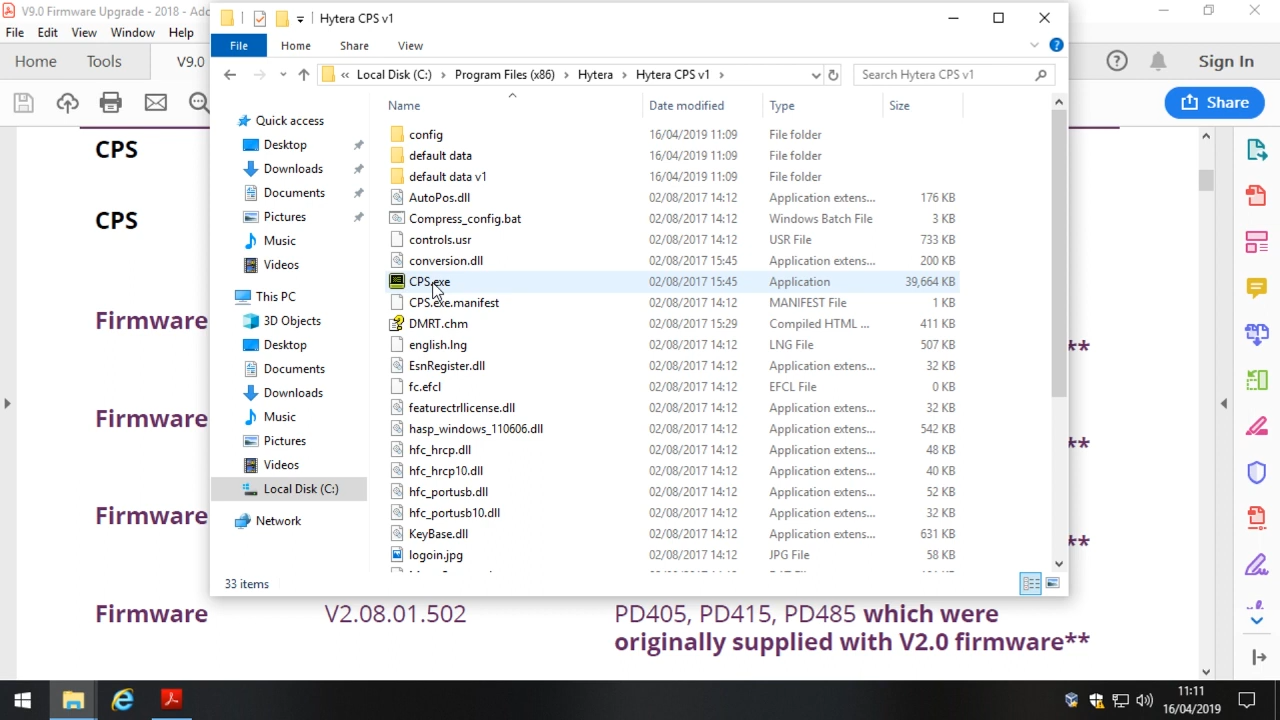 V9.0 Firmware Upgrade - 2018 - Ado
File Edit View Window Help
Home Tools V9.0
Sign In
Share
Hytera CPS v1
File Home Share View
« Local Disk (C:) › Program Files (x86) › Hytera › Hytera CPS v1 ›
Search Hytera CPS v1
Quick access
Desktop
Downloads
Documents
Pictures
Music
Videos
This PC
3D Objects
Desktop
Documents
Downloads
Music
Pictures
Videos
Local Disk (C:)
Network
Name Date modified Type Size
config 16/04/2019 11:09 File folder
default data 16/04/2019 11:09 File folder
default data v1 16/04/2019 11:09 File folder
AutoPos.dll 02/08/2017 14:12 Application extens... 176 KB
Compress_config.bat 02/08/2017 14:12 Windows Batch File 3 KB
controls.usr 02/08/2017 14:12 USR File 733 KB
conversion.dll 02/08/2017 15:45 Application extens... 200 KB
CPS.exe 02/08/2017 15:45 Application 39,664 KB
CPS.exe.manifest 02/08/2017 14:12 MANIFEST File 1 KB
DMRT.chm 02/08/2017 15:29 Compiled HTML ... 411 KB
english.lng 02/08/2017 14:12 LNG File 507 KB
EsnRegister.dll 02/08/2017 14:12 Application extens... 32 KB
fc.efcl 02/08/2017 14:12 EFCL File 0 KB
featurectrllicense.dll 02/08/2017 14:12 Application extens... 32 KB
hasp_windows_110606.dll 02/08/2017 14:12 Application extens... 542 KB
hfc_hrcp.dll 02/08/2017 14:12 Application extens... 48 KB
hfc_hrcp10.dll 02/08/2017 14:12 Application extens... 40 KB
hfc_portusb.dll 02/08/2017 14:12 Application extens... 52 KB
hfc_portusb10.dll 02/08/2017 14:12 Application extens... 32 KB
KeyBase.dll 02/08/2017 14:12 Application extens... 631 KB
logoin.jpg 02/08/2017 14:12 JPG File 58 KB
33 items
CPS
CPS
Firmware
**
Firmware
**
Firmware
**
Firmware V2.08.01.502 PD405, PD415, PD485 which were
originally supplied with V2.0 firmware**
11:11
16/04/2019